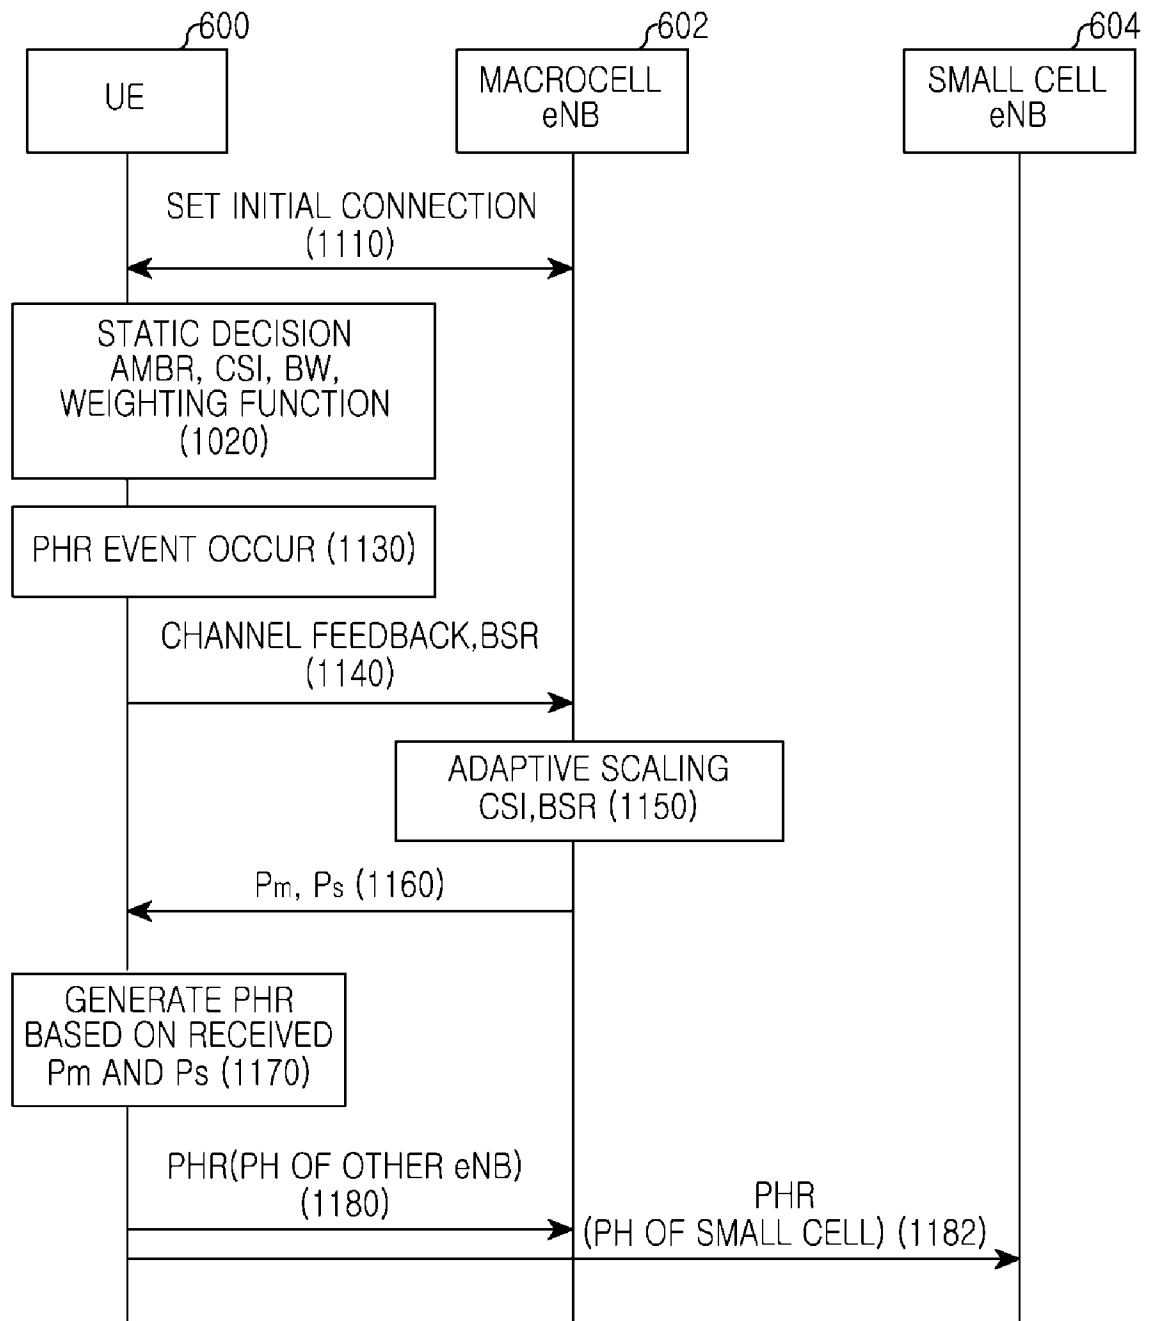 600
602
604
UE
MACROCELL
eNB
SMALL CELL
eNB
SET INITIAL CONNECTION
(1110)
STATIC DECISION
AMBR, CSI, BW,
WEIGHTING FUNCTION
(1020)
PHR EVENT OCCUR (1130)
CHANNEL FEEDBACK,BSR
(1140)
ADAPTIVE SCALING
CSI,BSR (1150)
Pm, Ps (1160)
GENERATE PHR
BASED ON RECEIVED
Pm AND Ps (1170)
PHR(PH OF OTHER eNB)
(1180)
PHR
(PH OF SMALL CELL) (1182)